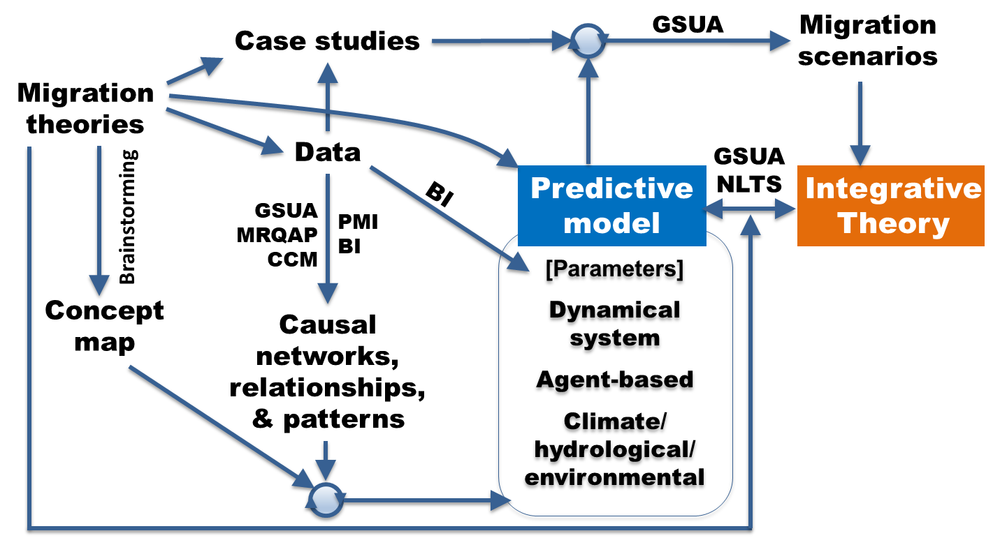 Case studies
GSUA
Migration
scenarios
Migration
theories
Brainstorming
Data
BI
GSUA
MRQAP
CCM
PMI
BI
GSUA
NLTS
Predictive
model
Integrative
Theory
[Parameters]
Dynamical
system
Agent-based
Climate/
hydrological/
environmental
Concept
map
Causal
networks,
relationships,
& patterns